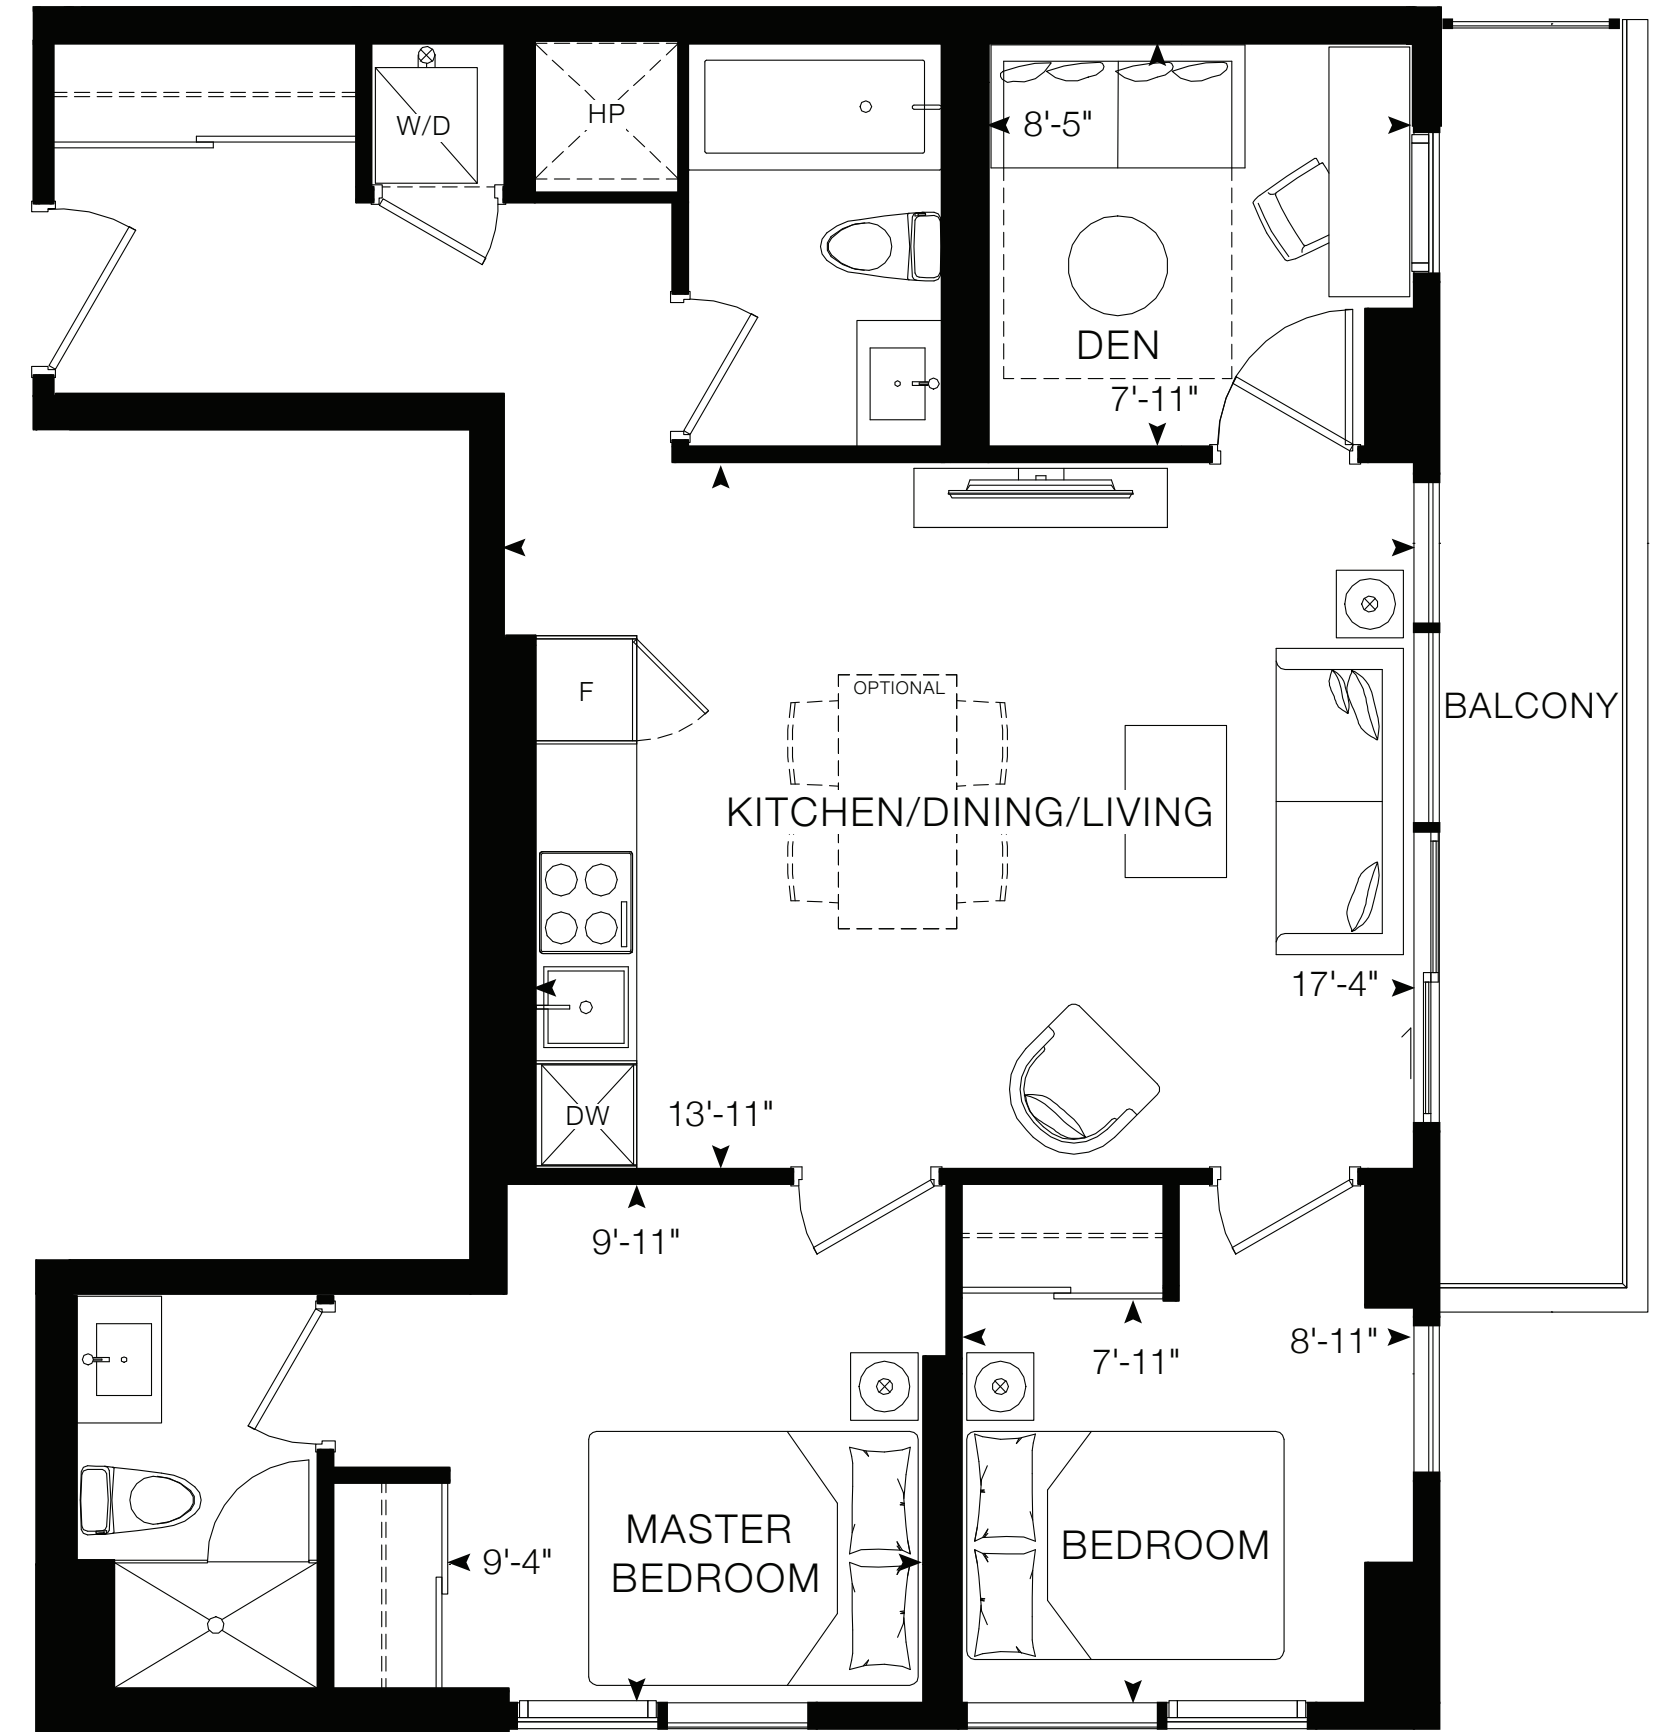 W/D
HP
8'-5"
DEN
7'-11"
F
OPTIONAL
BALCONY
KITCHEN/DINING/LIVING
17'-4"
DW
13'-11"
9'-11"
8'-11"
7'-11"
MASTER
BEDROOM
BEDROOM
9'-4"